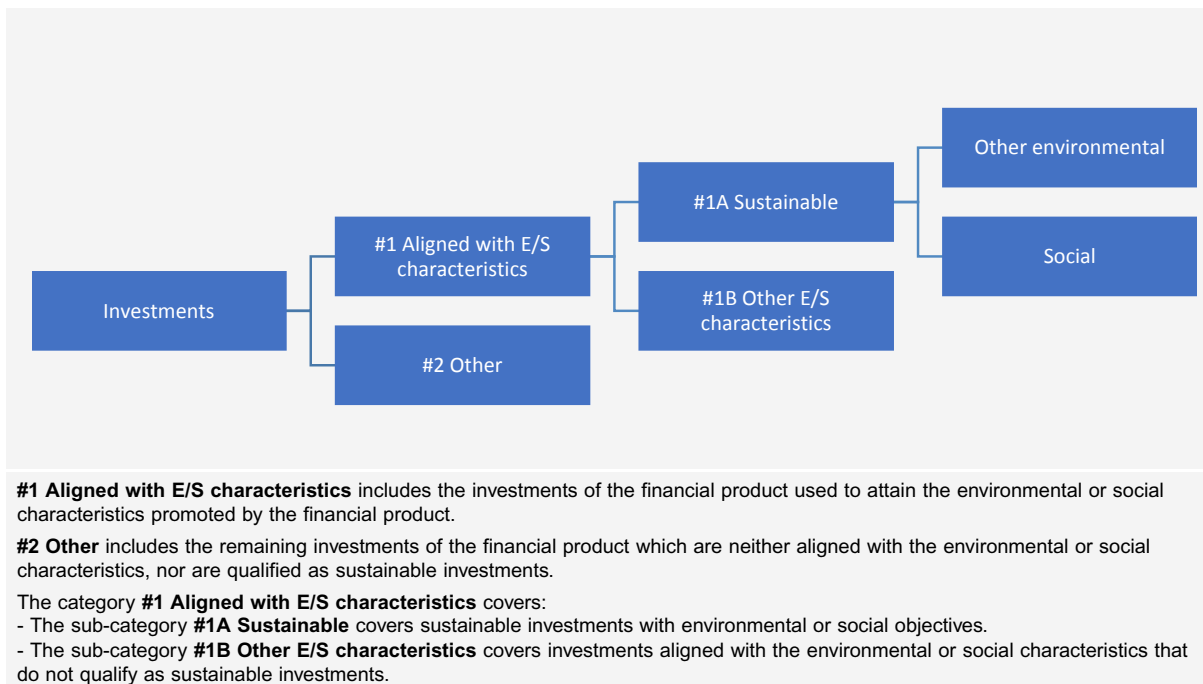 Other environmental
#1A Sustainable
#1 Aligned with E/S
characteristics
Social
Investments
#1B Other E/S
characteristics
#2 Other
#1 Aligned with E/S characteristics includes the investments of the financial product used to attain the environmental or social
characteristics promoted by the financial product.
#2 Other includes the remaining investments of the financial product which are neither aligned with the environmental or social
characteristics, nor are qualified as sustainable investments.
The category #1 Aligned with E/S characteristics covers:
- The sub-category #1A Sustainable covers sustainable investments with environmental or social objectives.
- The sub-category #1B Other E/S characteristics covers investments aligned with the environmental or social characteristics that
do not qualify as sustainable investments.